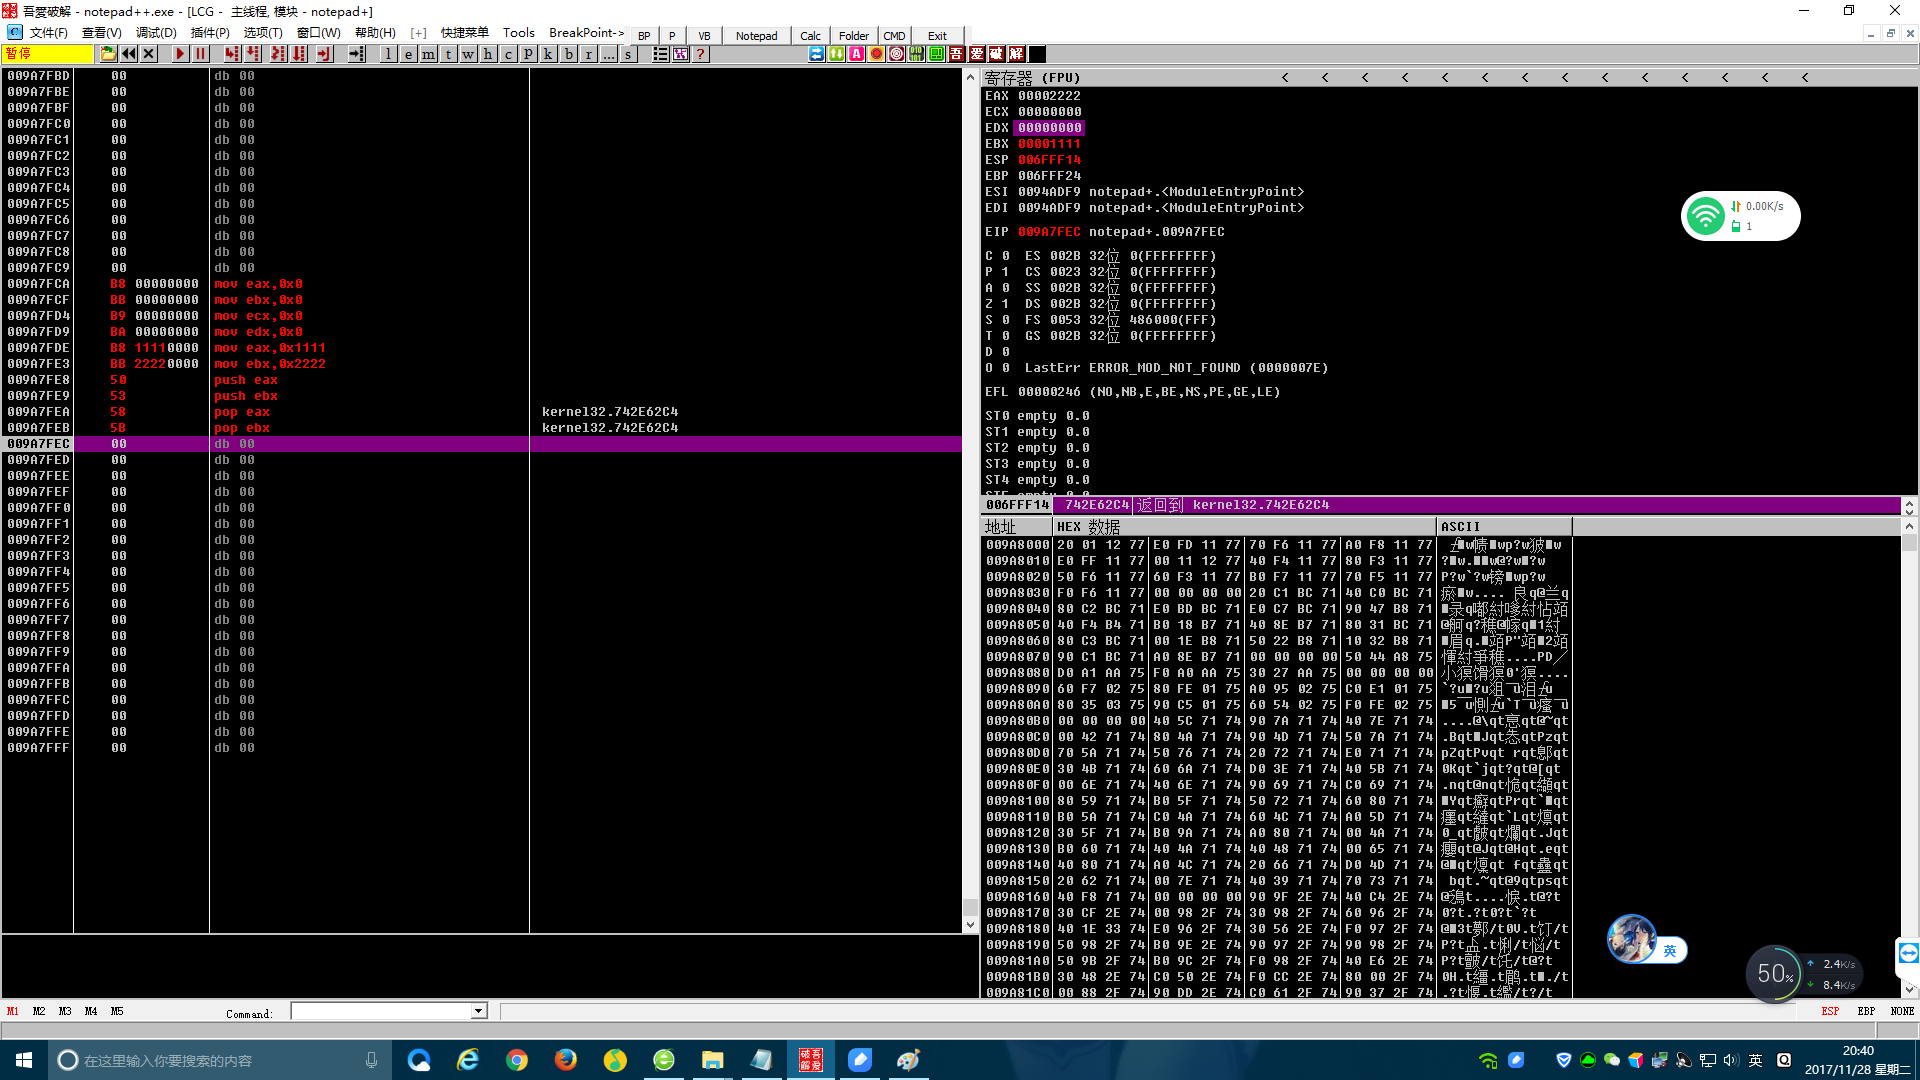 吾爱破解 - notepad++.exe - [LCG - 主线程, 模块 - notepad+]
文件(F) 查看(V) 调试(D) 插件(P) 选项(T) 窗口(W) 帮助(H) [+] 快捷菜单 Tools BreakPoint-> BP P VB Notepad Calc Folder CMD Exit
暂停 l e m t w h c p k b r ... s ? 吾 爱 破 解
009A7FBD 00 db 00
009A7FBE 00 db 00
009A7FBF 00 db 00
009A7FC0 00 db 00
009A7FC1 00 db 00
009A7FC2 00 db 00
009A7FC3 00 db 00
009A7FC4 00 db 00
009A7FC5 00 db 00
009A7FC6 00 db 00
009A7FC7 00 db 00
009A7FC8 00 db 00
009A7FC9 00 db 00
009A7FCA B8 00000000 mov eax,0x0
009A7FCF BB 00000000 mov ebx,0x0
009A7FD4 B9 00000000 mov ecx,0x0
009A7FD9 BA 00000000 mov edx,0x0
009A7FDE B8 11110000 mov eax,0x1111
009A7FE3 BB 22220000 mov ebx,0x2222
009A7FE8 50 push eax
009A7FE9 53 push ebx
009A7FEA 58 pop eax kernel32.742E62C4
009A7FEB 5B pop ebx kernel32.742E62C4
009A7FEC 00 db 00
009A7FED 00 db 00
009A7FEE 00 db 00
009A7FEF 00 db 00
009A7FF0 00 db 00
009A7FF1 00 db 00
009A7FF2 00 db 00
009A7FF3 00 db 00
009A7FF4 00 db 00
009A7FF5 00 db 00
009A7FF6 00 db 00
009A7FF7 00 db 00
009A7FF8 00 db 00
009A7FF9 00 db 00
009A7FFA 00 db 00
009A7FFB 00 db 00
009A7FFC 00 db 00
009A7FFD 00 db 00
009A7FFE 00 db 00
009A7FFF 00 db 00
寄存器 (FPU) < < < < < < < < < < < < < <
EAX 00002222
ECX 00000000
EDX 00000000
EBX 00001111
ESP 006FFF14
EBP 006FFF24
ESI 0094ADF9 notepad+.<ModuleEntryPoint>
EDI 0094ADF9 notepad+.<ModuleEntryPoint>
EIP 009A7FEC notepad+.009A7FEC
C 0 ES 002B 32位 0(FFFFFFFF)
P 1 CS 0023 32位 0(FFFFFFFF)
A 0 SS 002B 32位 0(FFFFFFFF)
Z 1 DS 002B 32位 0(FFFFFFFF)
S 0 FS 0053 32位 486000(FFF)
T 0 GS 002B 32位 0(FFFFFFFF)
D 0
O 0 LastErr ERROR_MOD_NOT_FOUND (0000007E)
EFL 00000246 (NO,NB,E,BE,NS,PE,GE,LE)
ST0 empty 0.0
ST1 empty 0.0
ST2 empty 0.0
ST3 empty 0.0
ST4 empty 0.0
ST5 empty 0.0
006FFF14 742E62C4 返回到 kernel32.742E62C4
地址 HEX 数据 ASCII
009A8000 20 01 12 77 E0 FD 11 77 70 F6 11 77 A0 F8 11 77
009A8010 E0 FF 11 77 00 11 12 77 40 F4 11 77 80 F3 11 77
009A8020 50 F6 11 77 60 F3 11 77 B0 F7 11 77 70 F5 11 77
009A8030 F0 F6 11 77 00 00 00 00 20 C1 BC 71 40 C0 BC 71
009A8040 80 C2 BC 71 E0 BD BC 71 E0 C7 BC 71 90 47 B8 71
009A8050 40 F4 B4 71 B0 18 B7 71 40 8E B7 71 80 31 BC 71
009A8060 80 C3 BC 71 00 1E B8 71 50 22 B8 71 10 32 B8 71
009A8070 90 C1 BC 71 A0 8E B7 71 00 00 00 00 50 44 A8 75
009A8080 D0 A1 AA 75 F0 A0 AA 75 30 27 AA 75 00 00 00 00
009A8090 60 F7 02 75 80 FE 01 75 A0 95 02 75 C0 E1 01 75
009A80A0 80 35 03 75 90 C5 01 75 60 54 02 75 F0 FE 02 75
009A80B0 00 00 00 00 40 5C 71 74 90 7A 71 74 40 7E 71 74
009A80C0 00 42 71 74 80 4A 71 74 90 4D 71 74 50 7A 71 74
009A80D0 70 5A 71 74 50 76 71 74 20 72 71 74 E0 71 71 74
009A80E0 30 4B 71 74 60 6A 71 74 D0 3E 71 74 40 5B 71 74
009A80F0 00 6E 71 74 40 6E 71 74 90 69 71 74 C0 69 71 74
009A8100 80 59 71 74 B0 5F 71 74 50 72 71 74 60 80 71 74
009A8110 B0 5A 71 74 C0 4A 71 74 60 4C 71 74 A0 5D 71 74
009A8120 30 5F 71 74 B0 9A 71 74 A0 80 71 74 00 4A 71 74
009A8130 B0 60 71 74 40 4A 71 74 40 48 71 74 00 65 71 74
009A8140 40 80 71 74 A0 4C 71 74 20 66 71 74 D0 4D 71 74
009A8150 20 62 71 74 00 7E 71 74 40 39 71 74 70 73 71 74
009A8160 40 F8 71 74 00 00 00 00 90 9F 2E 74 40 C4 2E 74
009A8170 30 CF 2E 74 00 98 2F 74 30 98 2F 74 60 96 2F 74
009A8180 40 1E 33 74 E0 96 2F 74 30 56 2E 74 F0 97 2F 74
009A8190 50 98 2F 74 B0 9E 2E 74 90 97 2F 74 90 98 2F 74
009A81A0 50 9B 2F 74 B0 9C 2F 74 F0 98 2F 74 40 E6 2E 74
009A81B0 30 48 2E 74 C0 50 2E 74 F0 CC 2E 74 80 00 2F 74
009A81C0 00 88 2F 74 90 DD 2E 74 C0 61 2F 74 90 37 2F 74
0.00K/s
1
英
50% 2.4K/s
8.4K/s
M1 M2 M3 M4 M5 Command: ESP EBP NONE
在这里输入你要搜索的内容
英
20:40
2017/11/28 星期二